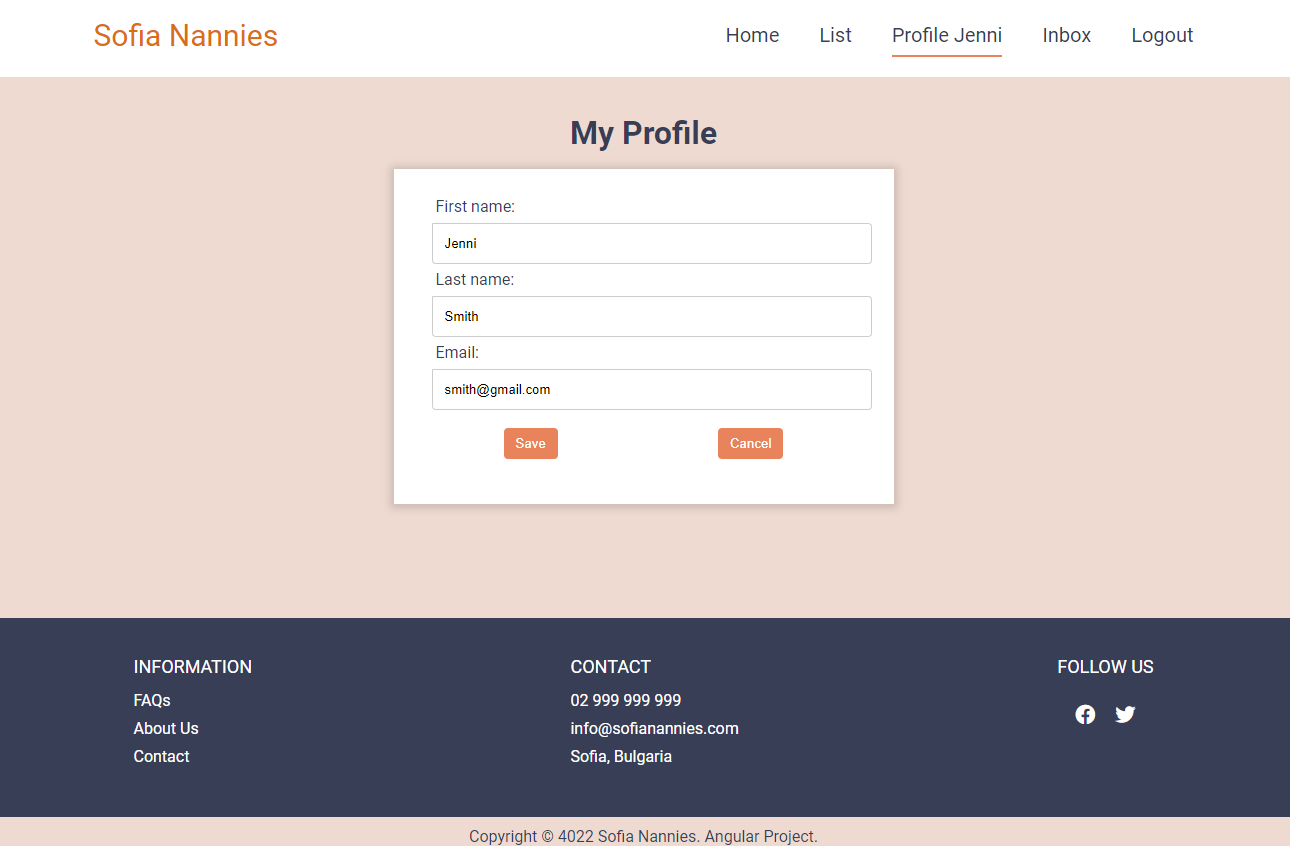 Sofia Nannies
Home List Profile Jenni Inbox Logout
My Profile
First name:
Jenni
Last name:
Smith
Email:
smith@gmail.com
Save Cancel
INFORMATION
FAQs
About Us
Contact
CONTACT
02 999 999 999
info@sofianannies.com
Sofia, Bulgaria
FOLLOW US
Copyright © 4022 Sofia Nannies. Angular Project.